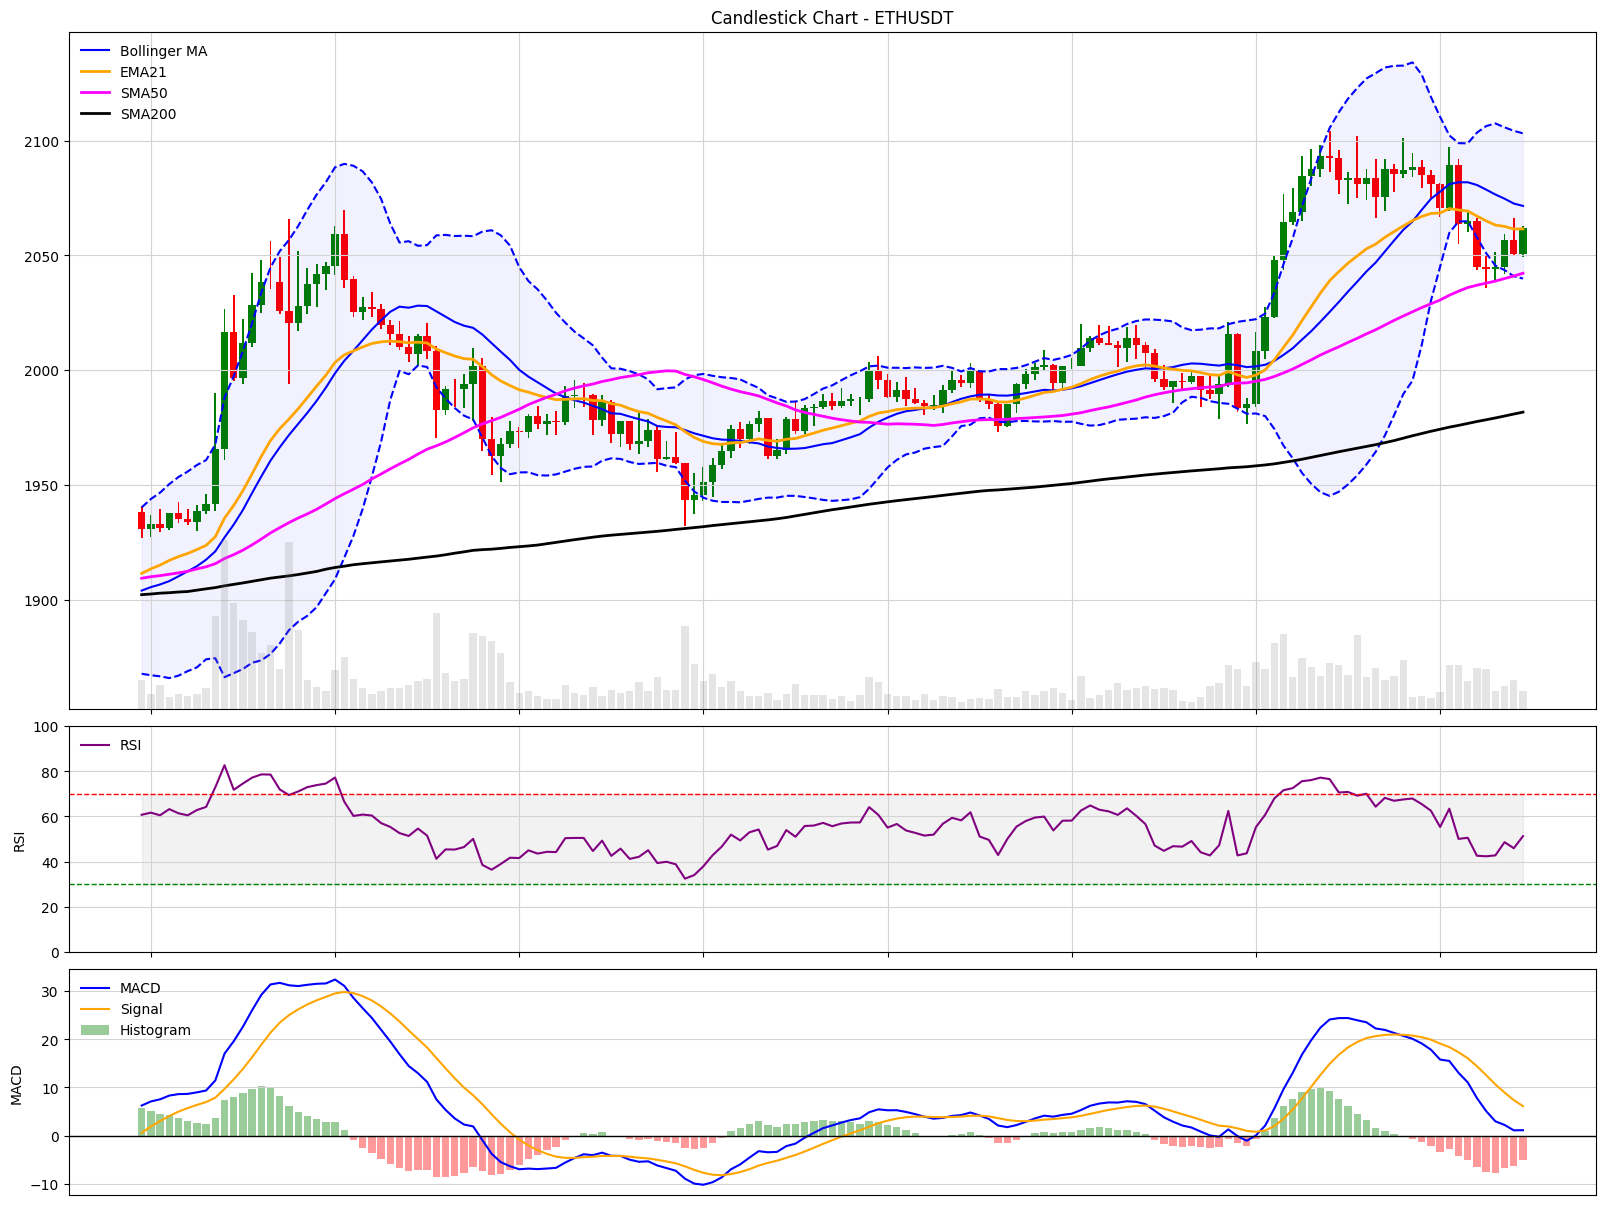 Candlestick Chart - ETHUSDT
Bollinger MA
EMA21
SMA50
SMA200
2100
2050
2000
1950
1900
RSI
100
80
60
40
20
0
RSI
MACD
Signal
Histogram
30
20
10
0
−10
MACD